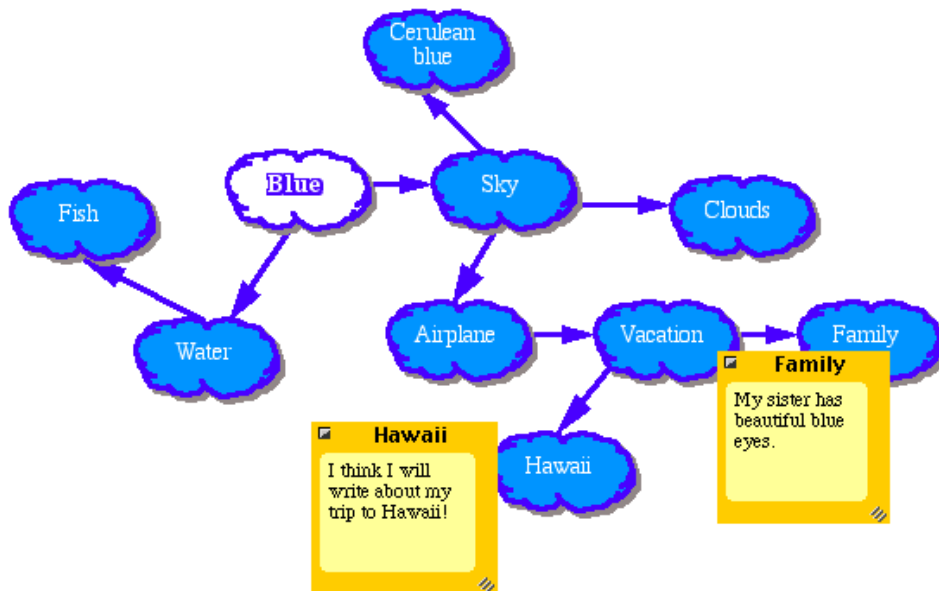 Cerulean
blue
Blue
Sky
Fish
Clouds
Water
Airplane
Vacation
Family
Family
My sister has
beautiful blue
eyes.
Hawaii
I think I will
write about my
trip to Hawaii!
Hawaii